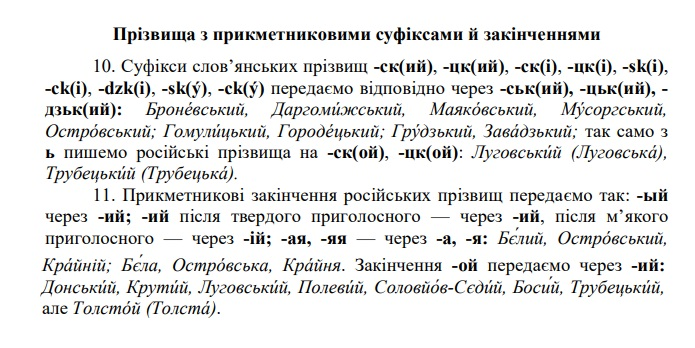 Прізвища з прикметниковими суфіксами й закінченнями
10. Суфікси слов’янських прізвищ -ск(ий), -цк(ий), -ск(і), -цк(і), -sk(i),
-ck(i), -dzk(i), -sk(ý), -ck(ý) передаємо відповідно через -ськ(ий), -цьк(ий), -
дзьк(ий): Броне́вський, Даргоми́жський, Маяко́вський, Му́соргський,
Остро́вський; Гомулі́цький, Городе́цький; Гру́дзький, Зава́дзький; так само з
ь пишемо російські прізвища на -ск(ой), -цк(ой): Луговськи́й (Луговська́),
Трубецьки́й (Трубецька́).
11. Прикметникові закінчення російських прізвищ передаємо так: -ый
через -ий; -ий після твердого приголосного — через -ий, після м’якого
приголосного — через -ій; -ая, -яя — через -а, -я: Бє́лий, Остро́вський,
Кра́йній; Бє́ла, Остро́вська, Кра́йня. Закінчення -ой передаємо через -ий:
Донськи́й, Крути́й, Луговськи́й, Полеви́й, Соловйо́в-Сєди́й, Боси́й, Трубецьки́й,
але Толсто́й (Толста́).